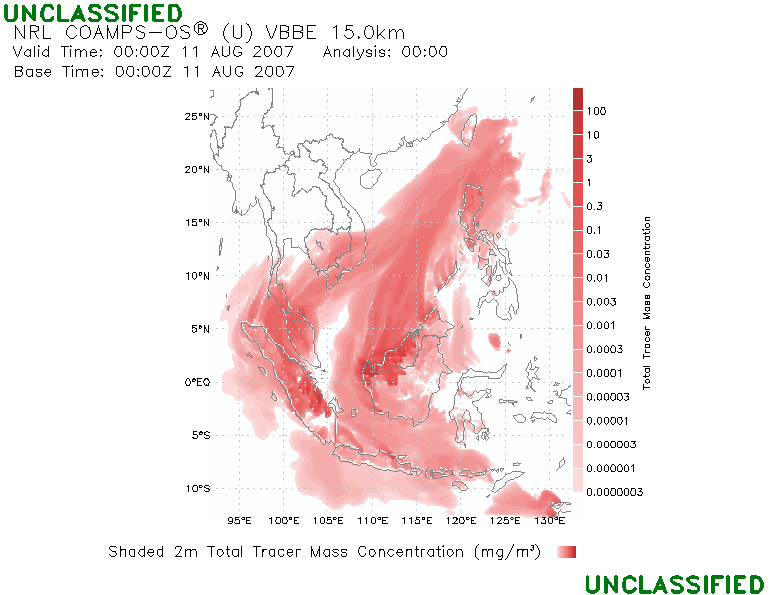 UNCLASSIFIED
NRL COAMPS-OS® (U) VBBE 15.0km
Valid Time: 00:00Z 11 AUG 2007 Analysis: 00:00
Base Time: 00:00Z 11 AUG 2007
25°N
20°N
15°N
10°N
5°N
0°EQ
5°S
10°S
95°E 100°E 105°E 110°E 115°E 120°E 125°E 130°E
100
10
3
1
0.3
0.1
0.03
0.01
0.003
0.001
0.0003
0.0001
0.00003
0.00001
0.000003
0.000001
0.0000003
Total Tracer Mass Concentration
Shaded 2m Total Tracer Mass Concentration (mg/m³)
UNCLASSIFIED